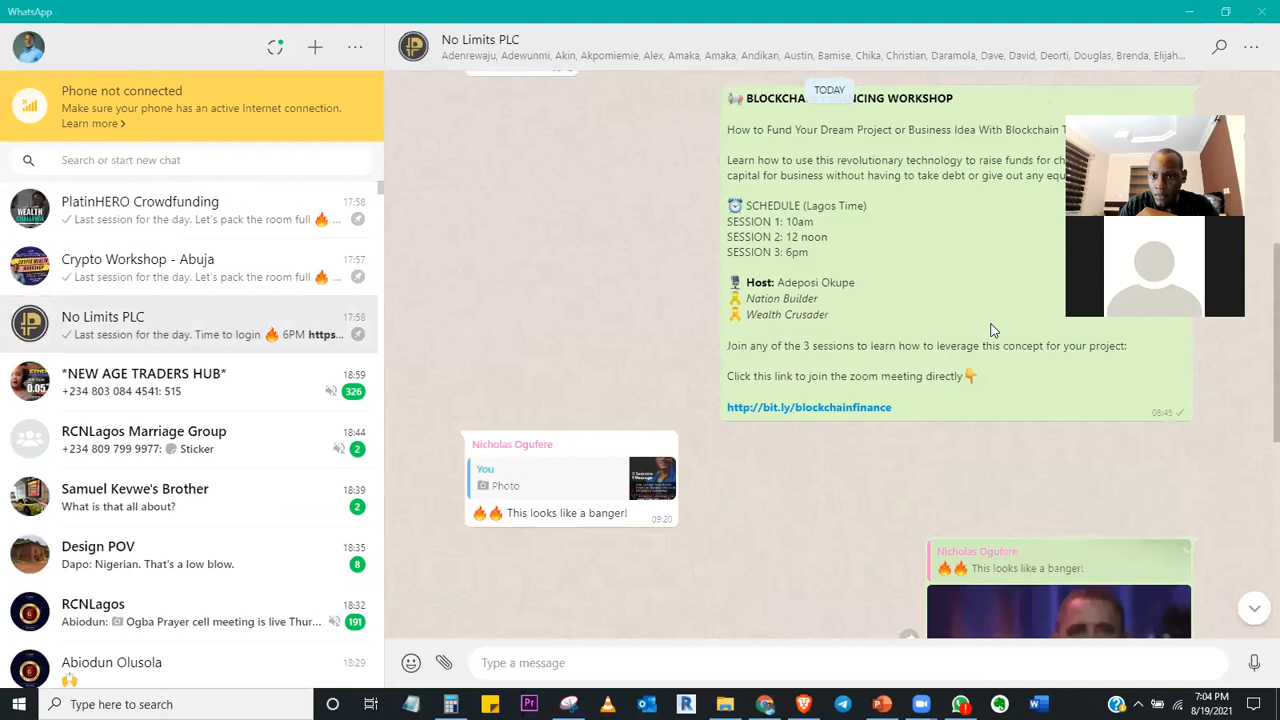 WhatsApp
Phone not connected
Make sure your phone has an active Internet connection.
Learn more
Search or start new chat
PlatinHERO Crowdfunding
17:58
Last session for the day. Let's pack the room full 🔥 ...
Crypto Workshop - Abuja
17:57
Last session for the day. Let's pack the room full 🔥 ...
No Limits PLC
17:56
Last session for the day. Time to login 🔥 6PM https...
*NEW AGE TRADERS HUB*
18:59
+234 803 084 4541: 515
326
RCNLagos Marriage Group
18:44
+234 809 799 9977: Sticker
2
Samuel Kevwe's Brother
18:39
What is that all about?
2
Design POV
18:35
Dapo: Nigerian. That's a low blow.
8
RCNLagos
18:32
Abiodun: Ogba Prayer cell meeting is live Thur...
191
Abiodun Olusola
18:29
No Limits PLC
Adenrewaju, Adewunmi, Akin, Akpomiemie, Alex, Amaka, Amaka, Andikan, Austin, Bamise, Chika, Christian, Daramola, Dave, David, Deorti, Douglas, Brenda, Elijah...
TODAY
BLOCKCHA NCING WORKSHOP
How to Fund Your Dream Project or Business Idea With Blockchain T
Learn how to use this revolutionary technology to raise funds for ch
capital for business without having to take debt or give out any equ
⏰ SCHEDULE (Lagos Time)
SESSION 1: 10am
SESSION 2: 12 noon
SESSION 3: 6pm
🎙 Host: Adeposi Okupe
🎗 Nation Builder
🎗 Wealth Crusader
Join any of the 3 sessions to learn how to leverage this concept for your project:
Click this link to join the zoom meeting directly👇
http://bit.ly/blockchainfinance
08:49
Nicholas Ogufere
You
Photo
🔥🔥 This looks like a banger!
09:20
Nicholas Ogufere
🔥🔥 This looks like a banger!
Type a message
Type here to search
7:04 PM
8/19/2021